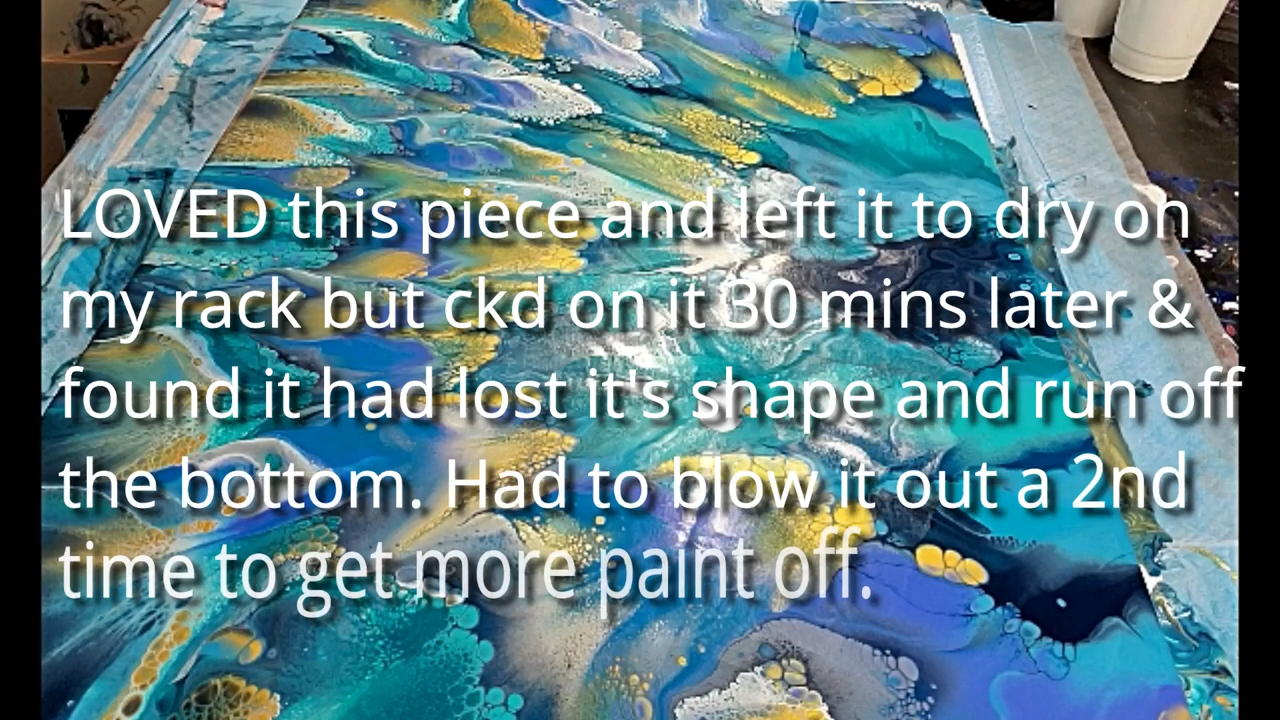 LOVED this piece and left it to dry on
my rack but ckd on it 30 mins later &
found it had lost it's shape and run off
the bottom. Had to blow it out a 2nd
time to get more paint off.